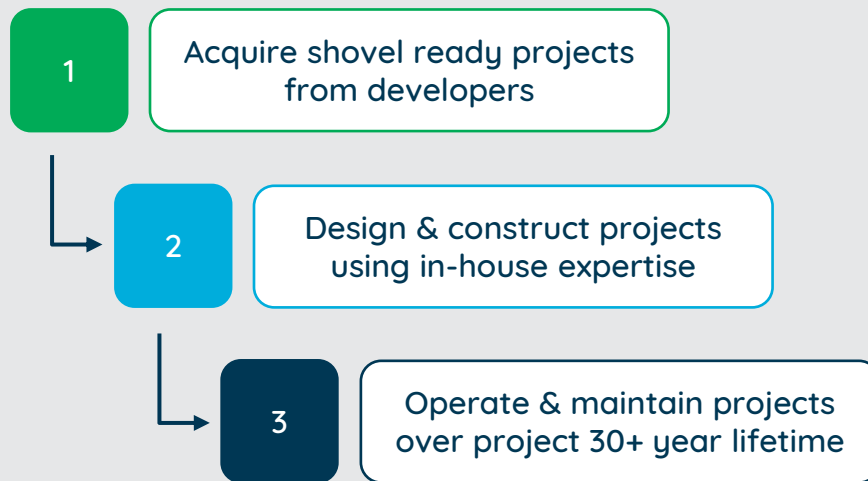 1
Acquire shovel ready projects
from developers
2
Design & construct projects
using in-house expertise
3
Operate & maintain projects
over project 30+ year lifetime